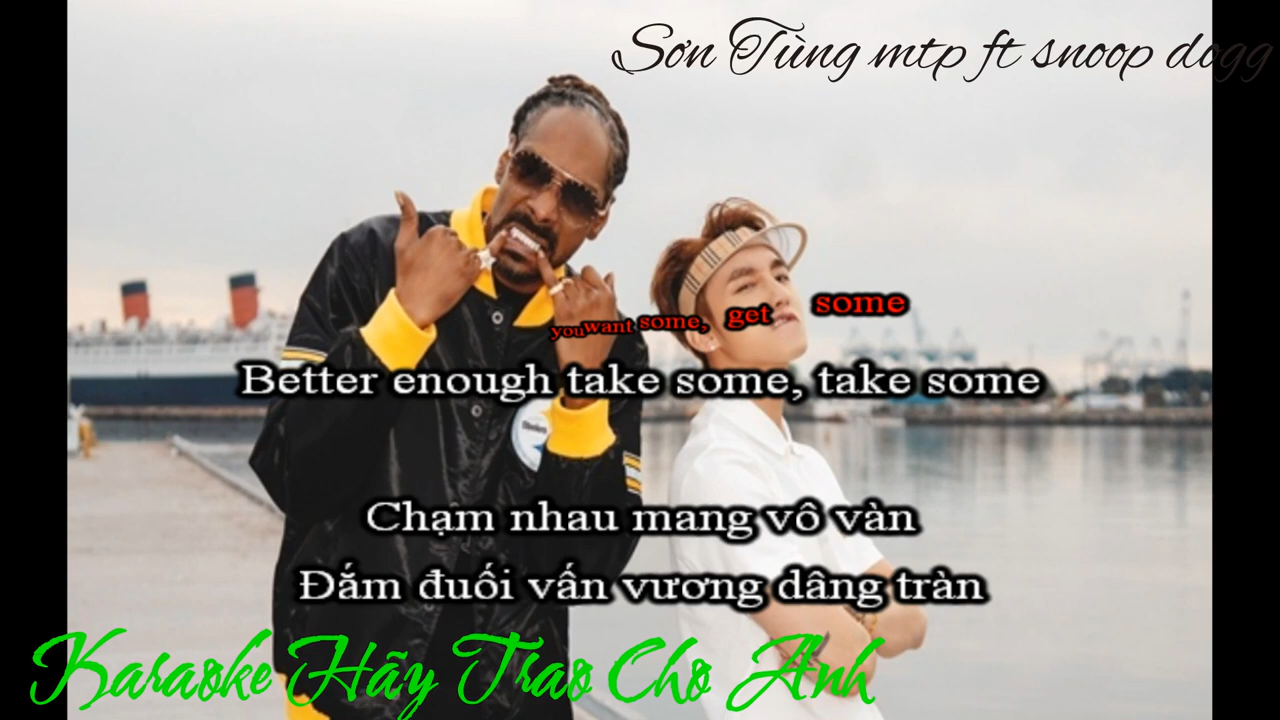 Sơn Tùng mtp ft snoop dogg
you want some, get some
Better enough take some, take some
Chạm nhau mang vô vàn
Đắm đuối vấn vương dâng tràn
Karaoke Hãy Trao Cho Anh